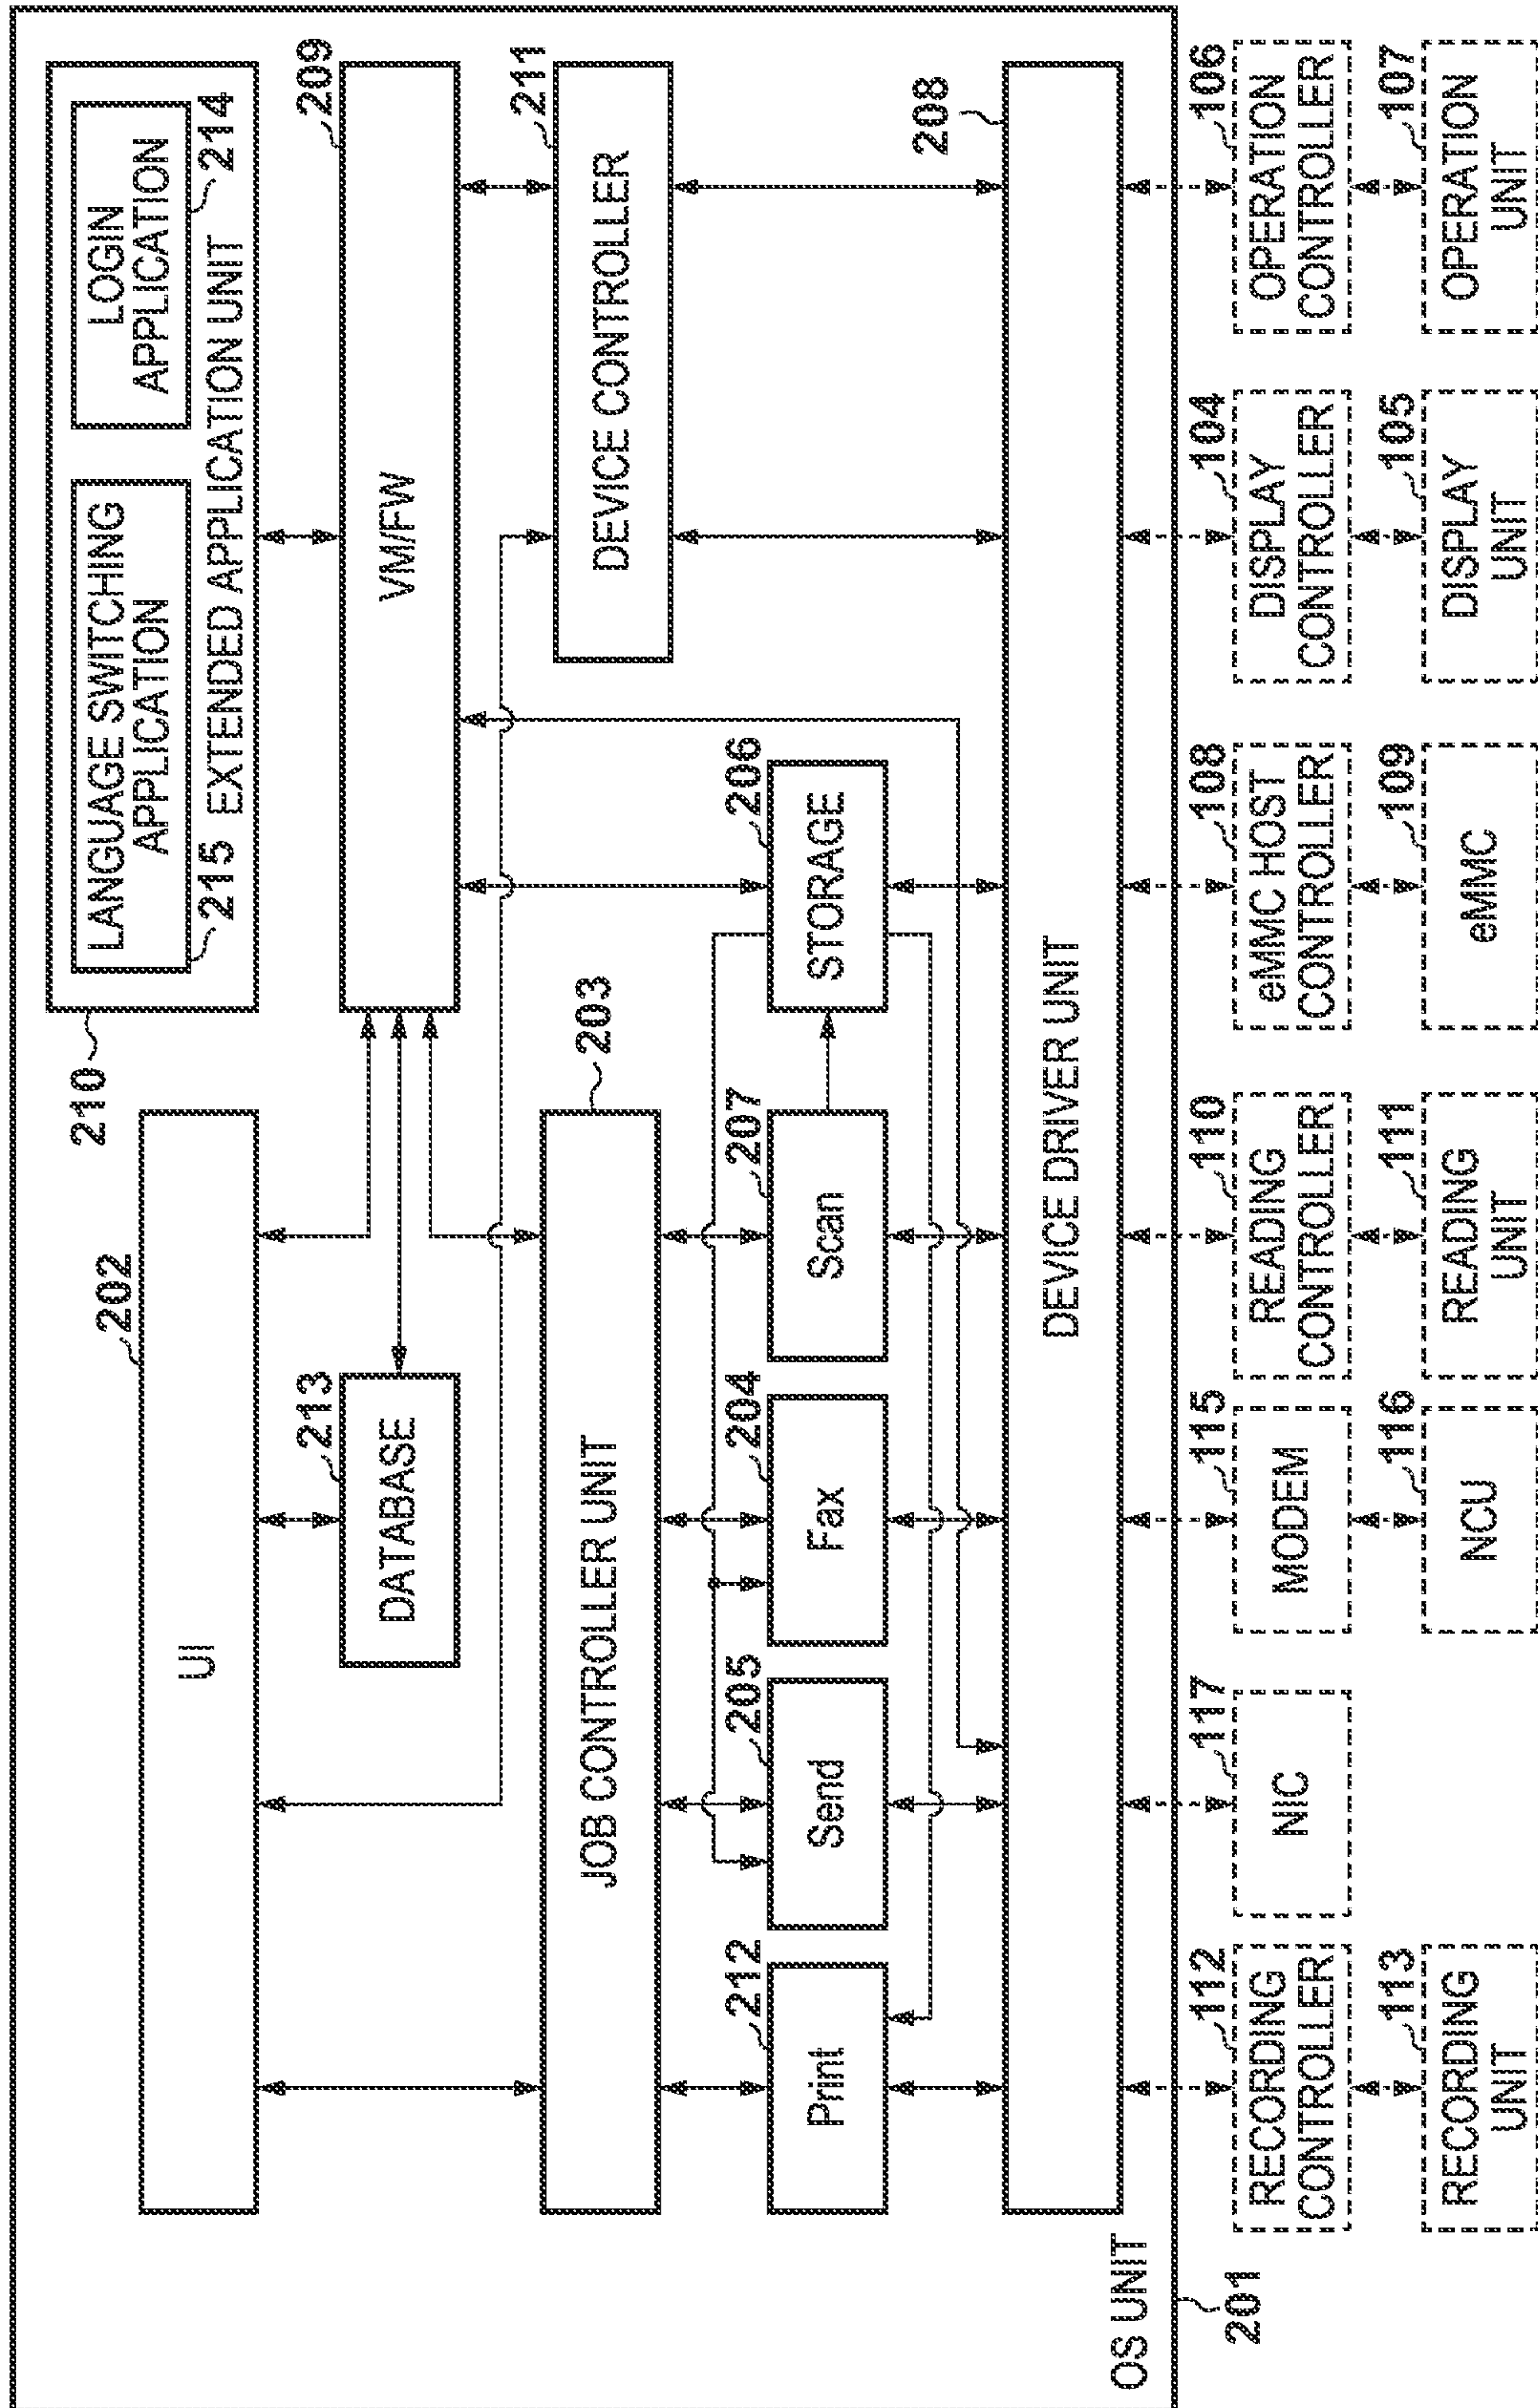 210
LANGUAGE SWITCHING
APPLICATION
215
LOGIN
APPLICATION
214
EXTENDED APPLICATION UNIT
202
UI
213
DATABASE
209
VM/FW
203
JOB CONTROLLER UNIT
211
DEVICE CONTROLLER
212
Print
205
Send
204
Fax
207
Scan
206
STORAGE
208
DEVICE DRIVER UNIT
OS UNIT
201
112
RECORDING
CONTROLLER
117
NIC
115
MODEM
110
READING
CONTROLLER
108
eMMC HOST
CONTROLLER
104
DISPLAY
CONTROLLER
106
OPERATION
CONTROLLER
113
RECORDING
UNIT
116
NCU
111
READING
UNIT
109
eMMC
105
DISPLAY
UNIT
107
OPERATION
UNIT